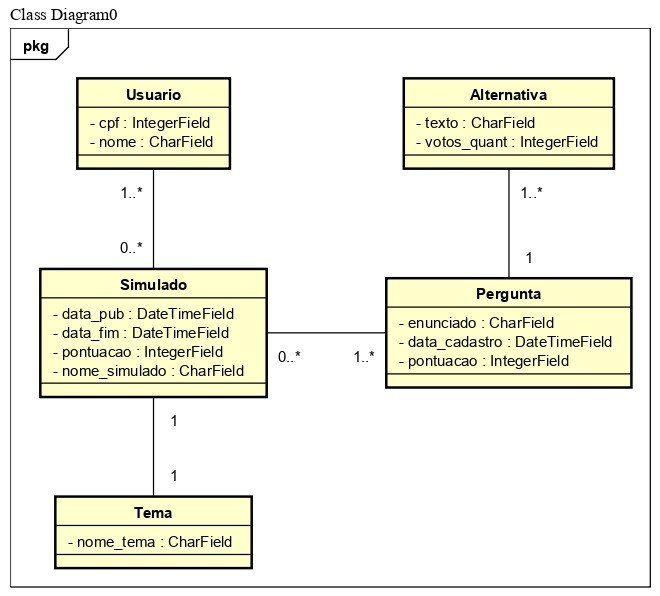 Class Diagram0
pkg
Usuario
- cpf : IntegerField
- nome : CharField
Alternativa
- texto : CharField
- votos_quant : IntegerField
1..*
0..*
1..*
1
Simulado
- data_pub : DateTimeField
- data_fim : DateTimeField
- pontuacao : IntegerField
- nome_simulado : CharField
0..*
1..*
Pergunta
- enunciado : CharField
- data_cadastro : DateTimeField
- pontuacao : IntegerField
1
1
Tema
- nome_tema : CharField